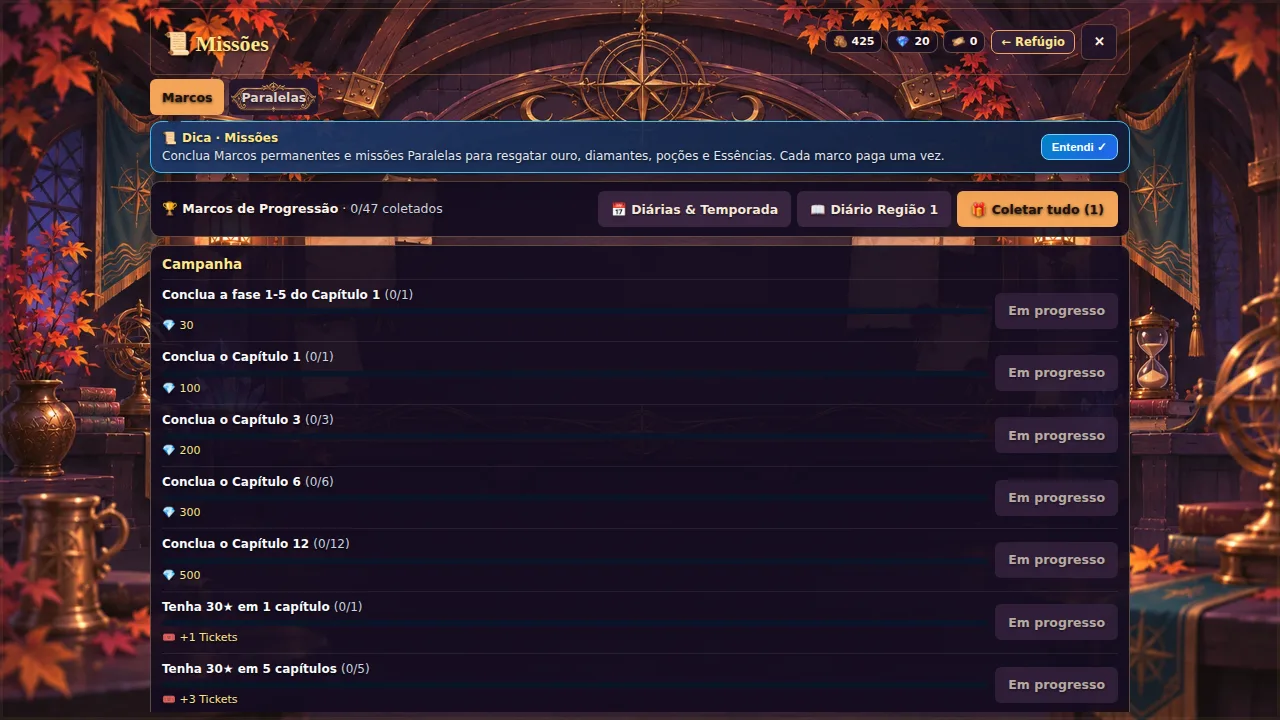 📜 Missões
425
20
0
← Refúgio
✕
Marcos
Paralelas
📜 Dica · Missões
Conclua Marcos permanentes e missões Paralelas para resgatar ouro, diamantes, poções e Essências. Cada marco paga uma vez.
Entendi ✓
🏆 Marcos de Progressão · 0/47 coletados
📅 Diárias & Temporada
📖 Diário Região 1
🎁 Coletar tudo (1)
Campanha
Conclua a fase 1-5 do Capítulo 1 (0/1)
💎 30
Em progresso
Conclua o Capítulo 1 (0/1)
💎 100
Em progresso
Conclua o Capítulo 3 (0/3)
💎 200
Em progresso
Conclua o Capítulo 6 (0/6)
💎 300
Em progresso
Conclua o Capítulo 12 (0/12)
💎 500
Em progresso
Tenha 30★ em 1 capítulo (0/1)
🎟️ +1 Tickets
Em progresso
Tenha 30★ em 5 capítulos (0/5)
🎟️ +3 Tickets
Em progresso